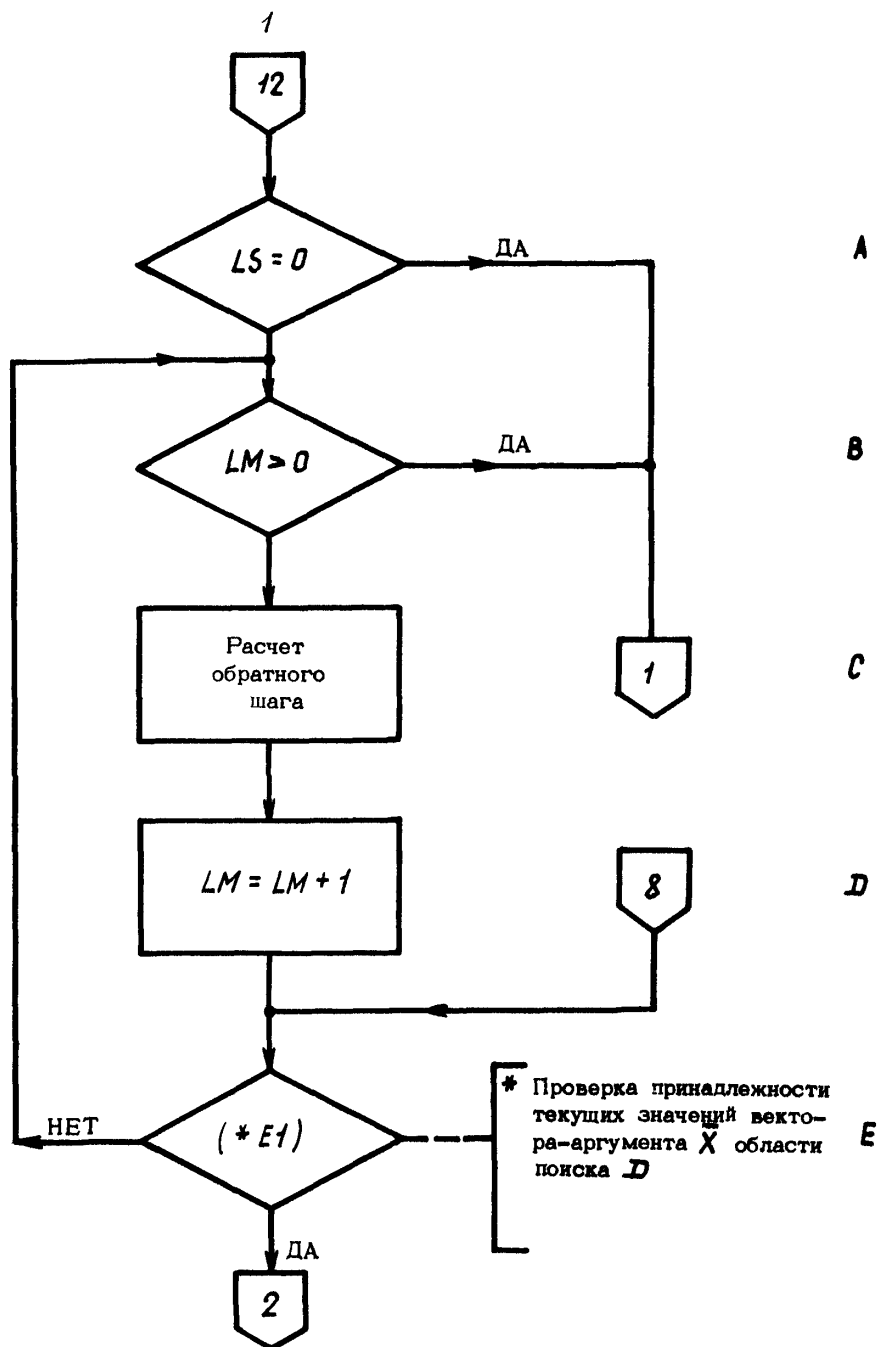 1
12
LS = 0
ДА
A
LM ≥ 0
ДА
B
Расчет
обратного
шага
1
C
LM = LM + 1
8
D
НЕТ
(* E1)
* Проверка принадлежности
текущих значений векто-
ра-аргумента X̄ области
поиска D
E
ДА
2